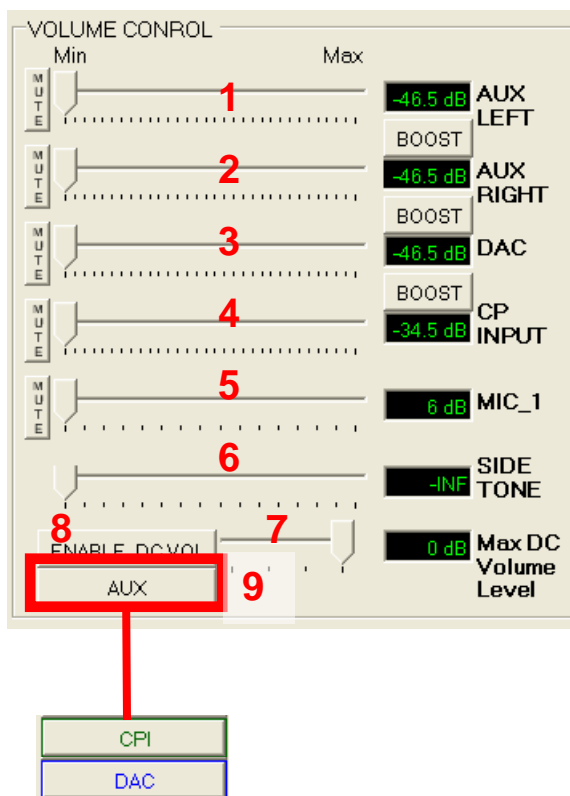 VOLUME CONROL
Min Max
MUTE 1 -46.5 dB AUX LEFT
BOOST
MUTE 2 -46.5 dB AUX RIGHT
BOOST
MUTE 3 -46.5 dB DAC
BOOST
MUTE 4 -34.5 dB CP INPUT
MUTE 5 6 dB MIC_1
6 -INF SIDE TONE
8 ENABLE DCVOL 7 0 dB Max DC Volume Level
AUX 9
CPI
DAC